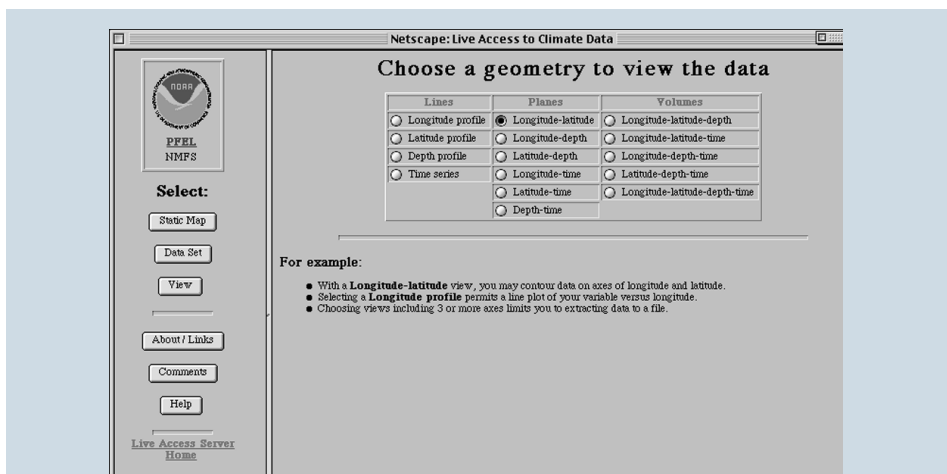 Netscape: Live Access to Climate Data
NOAA
PFEL
NMFS
Select:
Static Map
Data Set
View
About / Links
Comments
Help
Live Access Server
Home
Choose a geometry to view the data
Lines Planes Volumes
Longitude profile Longitude-latitude Longitude-latitude-depth
Latitude profile Longitude-depth Longitude-latitude-time
Depth profile Latitude-depth Longitude-depth-time
Time series Longitude-time Latitude-depth-time
Latitude-time Longitude-latitude-depth-time
Depth-time
For example:
With a Longitude-latitude view, you may contour data on axes of longitude and latitude.
Selecting a Longitude profile permits a line plot of your variable versus longitude.
Choosing views including 3 or more axes limits you to extracting data to a file.